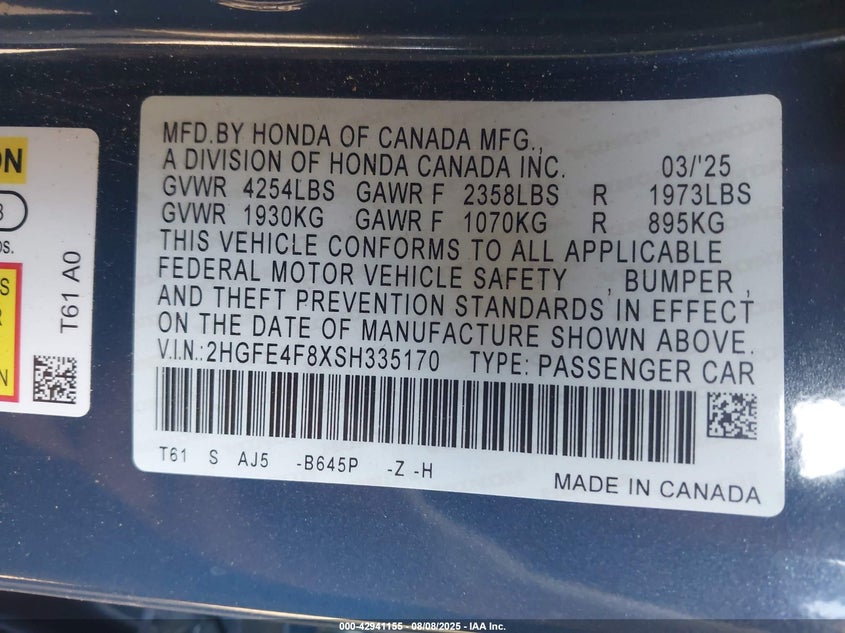 MFD.BY HONDA OF CANADA MFG.,
A DIVISION OF HONDA CANADA INC. 03/'25
GVWR 4254LBS GAWR F 2358LBS R 1973LBS
GVWR 1930KG GAWR F 1070KG R 895KG
THIS VEHICLE CONFORMS TO ALL APPLICABLE
FEDERAL MOTOR VEHICLE SAFETY , BUMPER ,
AND THEFT PREVENTION STANDARDS IN EFFECT
ON THE DATE OF MANUFACTURE SHOWN ABOVE.
V.I.N.:2HGFE4F8XSH335170 TYPE: PASSENGER CAR
T61 S AJ5 -B645P -Z -H
MADE IN CANADA
T61 A0
000-42941155 - 08/08/2025 - IAA Inc.